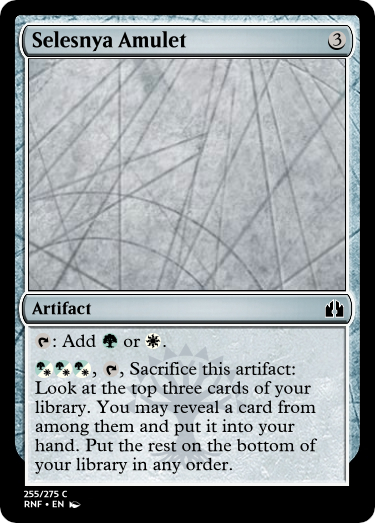 Selesnya Amulet 3
Artifact
: Add or .
, , Sacrifice this artifact:
Look at the top three cards of your
library. You may reveal a card from
among them and put it into your
hand. Put the rest on the bottom of
your library in any order.
255/275 C
RNF • EN